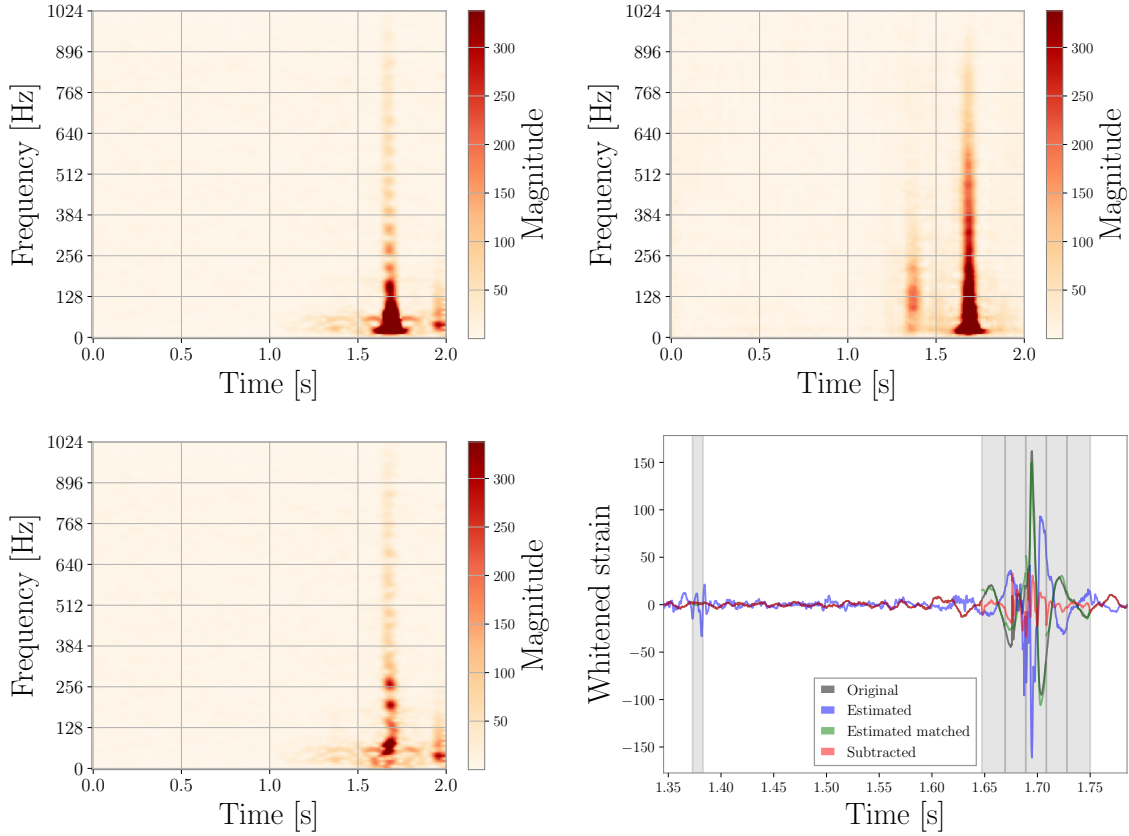 1024
896
768
640
512
384
256
128
0
Frequency [Hz]
0.0 0.5 1.0 1.5 2.0
Time [s]
300
250
200
150
100
50
Magnitude
1024
896
768
640
512
384
256
128
0
Frequency [Hz]
0.0 0.5 1.0 1.5 2.0
Time [s]
300
250
200
150
100
50
Magnitude
1024
896
768
640
512
384
256
128
0
Frequency [Hz]
0.0 0.5 1.0 1.5 2.0
Time [s]
300
250
200
150
100
50
Magnitude
150
100
50
0
−50
−100
−150
Whitened strain
Original
Estimated
Estimated matched
Subtracted
1.35 1.40 1.45 1.50 1.55 1.60 1.65 1.70 1.75
Time [s]